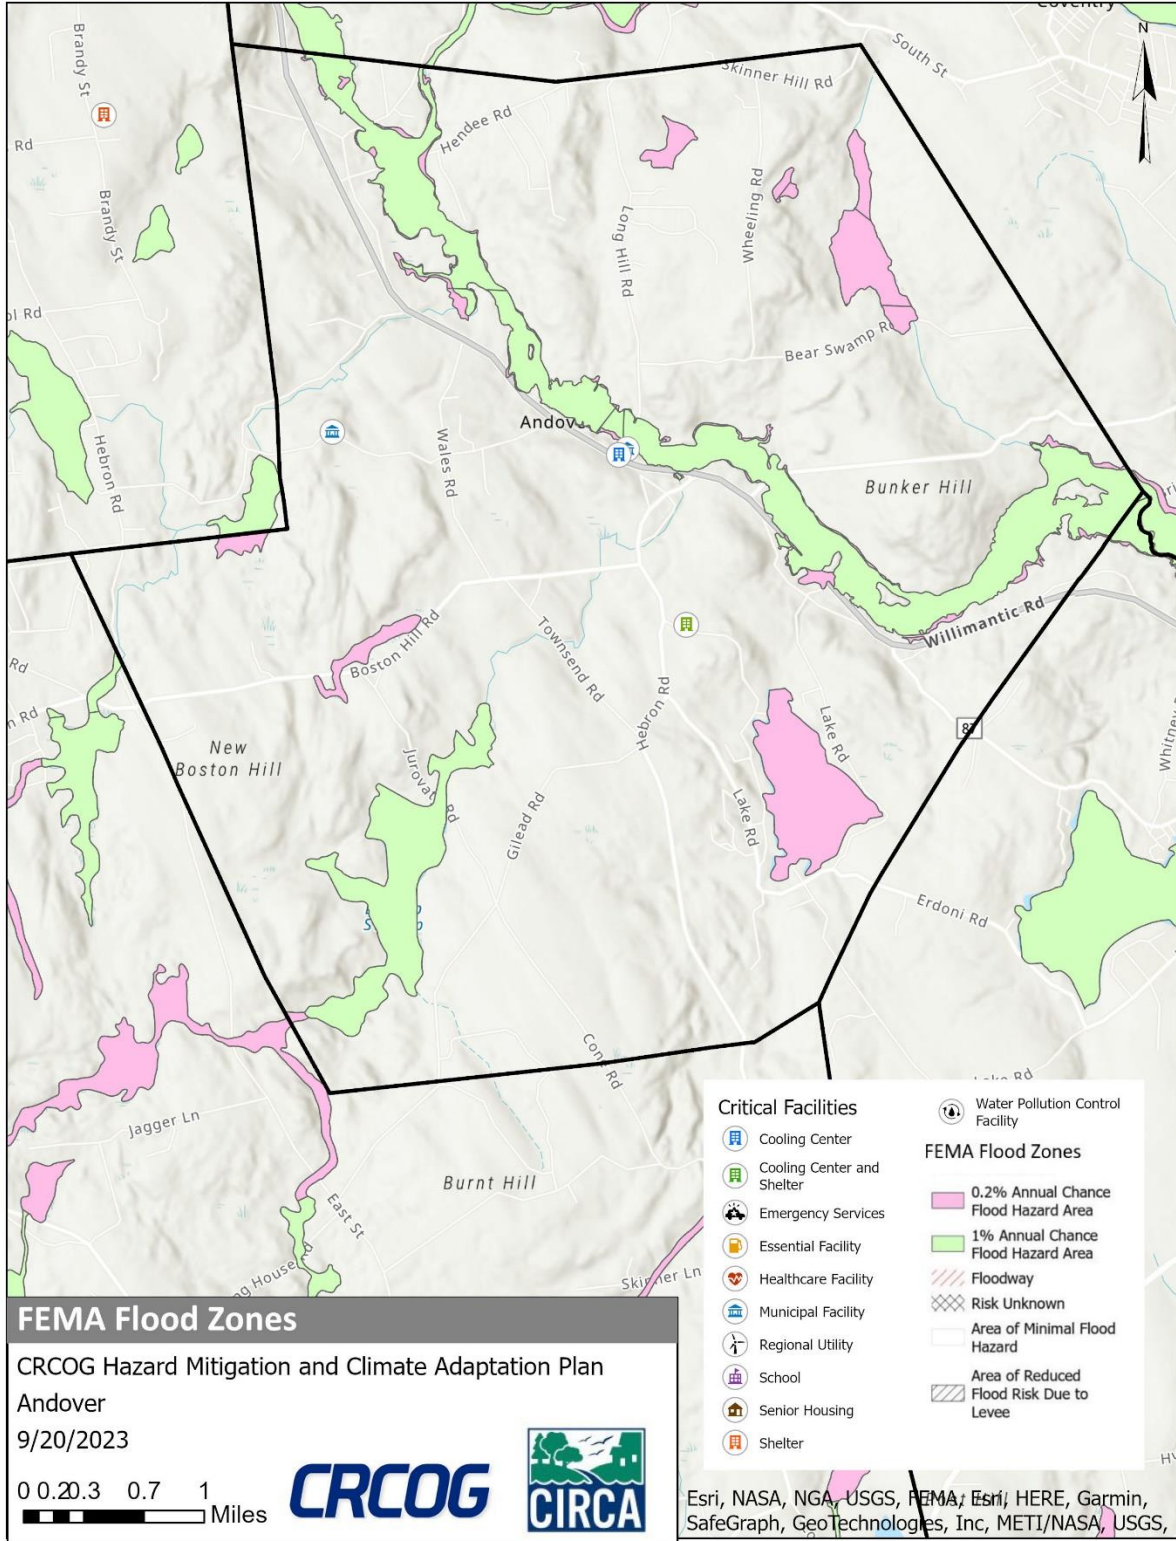 Coventry
N
Brandy St
South St
Skinner Hill Rd
Hendee Rd
Rd
Brandy St
Wheeling Rd
Long Hill Rd
ol Rd
Bear Swamp Rd
Hebron Rd
Wales Rd
Bunker Hill
Willimantic Rd
Townsend Rd
Boston Hill Rd
Rd
n Rd
Hebron Rd
Lake Rd
87
Whitney
New
Boston Hill
Gilead Rd
Lake Rd
Erdoni Rd
Jagger Ln
Burnt Hill
East St
Skinner Ln
Critical Facilities
Cooling Center
Cooling Center and
Shelter
Emergency Services
Essential Facility
Healthcare Facility
Municipal Facility
Regional Utility
School
Senior Housing
Shelter
Water Pollution Control
Facility
FEMA Flood Zones
0.2% Annual Chance
Flood Hazard Area
1% Annual Chance
Flood Hazard Area
Floodway
Risk Unknown
Area of Minimal Flood
Hazard
Area of Reduced
Flood Risk Due to
Levee
FEMA Flood Zones
CRCOG Hazard Mitigation and Climate Adaptation Plan
Andover
9/20/2023
0 0.2 0.3 0.7 1
Miles
CRCOG
CIRCA
Esri, NASA, NGA, USGS, FEMA, Esri, HERE, Garmin,
SafeGraph, GeoTechnologies, Inc, METI/NASA, USGS,